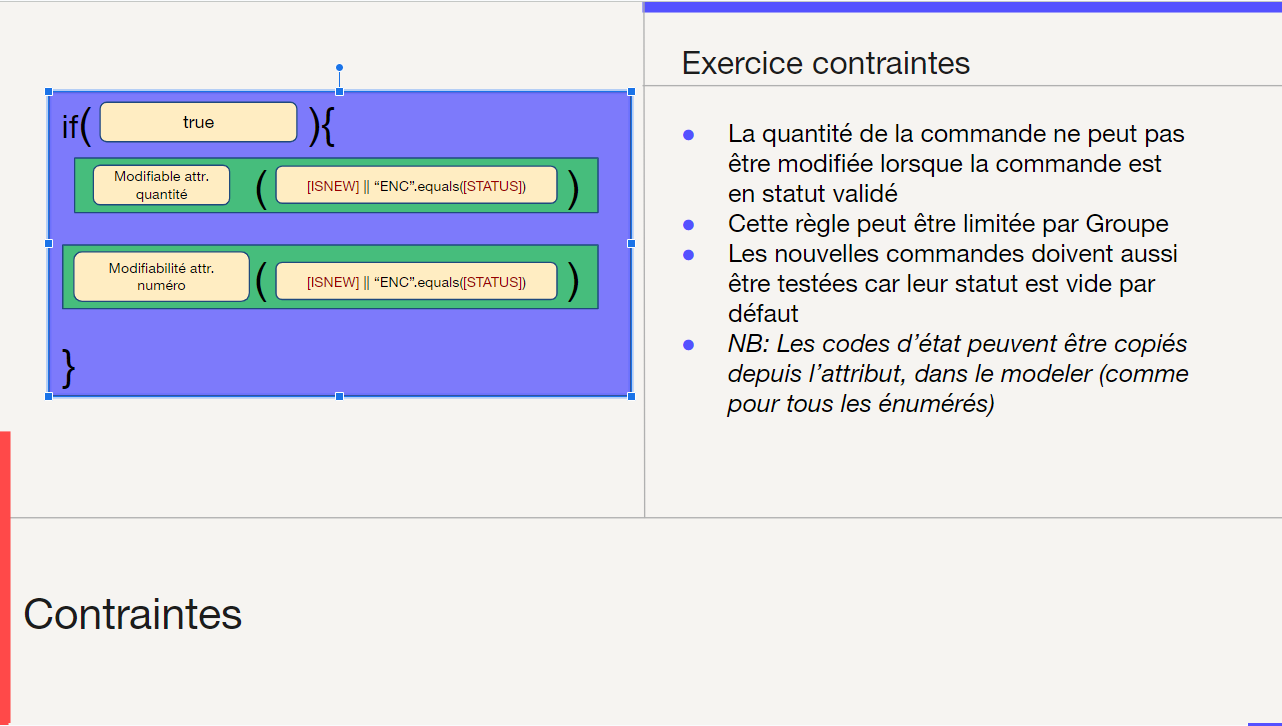 if( true ){
Modifiable attr.
quantité
( [ISNEW] || “ENC”.equals([STATUS]) )
Modifiabilité attr.
numéro
( [ISNEW] || “ENC”.equals([STATUS]) )
}
Exercice contraintes
● La quantité de la commande ne peut pas
être modifiée lorsque la commande est
en statut validé
● Cette règle peut être limitée par Groupe
● Les nouvelles commandes doivent aussi
être testées car leur statut est vide par
défaut
● NB: Les codes d’état peuvent être copiés
depuis l’attribut, dans le modeler (comme
pour tous les énumérés)
Contraintes